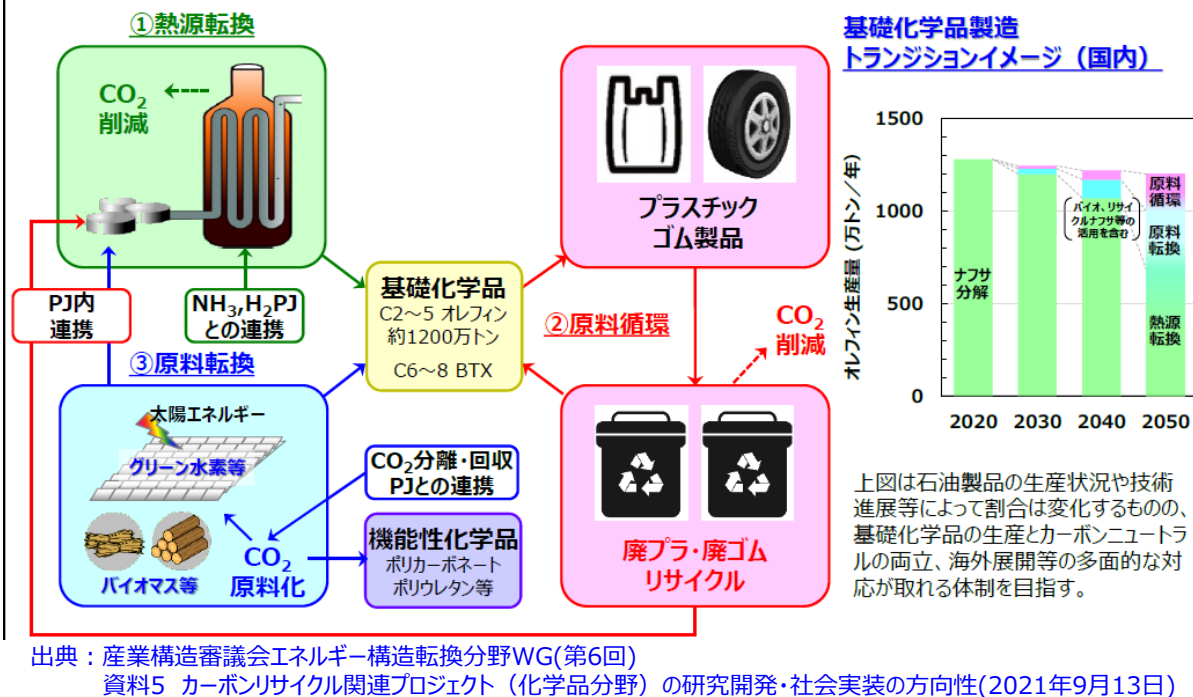 ①熱源転換
CO₂
削減
PJ内
連携
NH₃,H₂PJ
との連携
③原料転換
太陽エネルギー
グリーン水素等
バイオマス等
CO₂
原料化
CO₂分離・回収
PJとの連携
機能性化学品
ポリカーボネート
ポリウレタン等
基礎化学品
C2～5 オレフィン
約1200万トン
C6～8 BTX
プラスチック
ゴム製品
②原料循環
CO₂
削減
廃プラ・廃ゴム
リサイクル
基礎化学品製造
トランジションイメージ（国内）
オレフィン生産量（万トン／年）
1500
1000
500
0
ナフサ
分解
バイオ、リサイ
クルナフサ等の
活用を含む
原料
循環
原料
転換
熱源
転換
2020 2030 2040 2050
上図は石油製品の生産状況や技術
進展等によって割合は変化するものの、
基礎化学品の生産とカーボンニュートラ
ルの両立、海外展開等の多面的な対
応が取れる体制を目指す。
出典：産業構造審議会エネルギー構造転換分野WG(第6回)
資料5 カーボンリサイクル関連プロジェクト（化学品分野）の研究開発・社会実装の方向性(2021年9月13日)